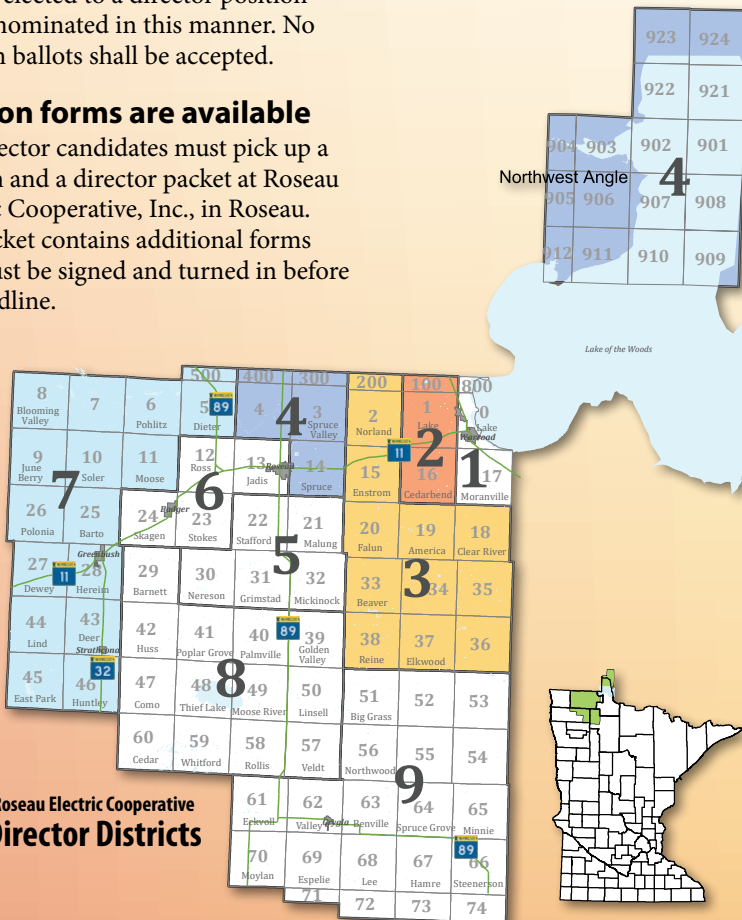 elected to a director position
nominated in this manner. No
ballots shall be accepted.
on forms are available
ector candidates must pick up a
and a director packet at Roseau
Cooperative, Inc., in Roseau.
cket contains additional forms
ust be signed and turned in before
dline.
923 924
922 921
904 903 902 901
Northwest Angle
4
905 906 907 908
912 911 910 909
Lake of the Woods
500 400 300 200 100 800
8 7 6 5 4 3 2 1 0
Blooming Valley Pohlitz Dieter Spruce Valley Norland Lake Lake
89
4
Warroad
11
2
1
9 10 11 12 13 14 15 16 17
June Berry Soler Moose Ross Jadis Spruce Enstrom Cedarbend Moranville
Roseau
7
6
26 25 24 23 22 21 20 19 18
Polonia Barto Skagen Stokes Stafford Malung Falun America Clear River
Badger
5
Greenbush
3
27 28 29 30 31 32 33 34 35
11
Dewey Hereim Barnett Nereson Grimstad Mickinock Beaver
44 43 42 41 40 39 38 37 36
89
Lind Deer Huss Poplar Grove Palmville Golden Valley Reine Elkwood
Strathcona
32
8
45 46 47 48 49 50 51 52 53
East Park Huntley Como Thief Lake Moose River Linsell Big Grass
60 59 58 57 56 55 54
Cedar Whitford Rollis Veldt Northwood
9
61 62 63 64 65
Eckvoll Valley Benville Spruce Grove Minnie
Grygla
89
70 69 68 67 66
Moylan Espelie Lee Hamre Steenerson
71 72 73 74
Roseau Electric Cooperative
Director Districts